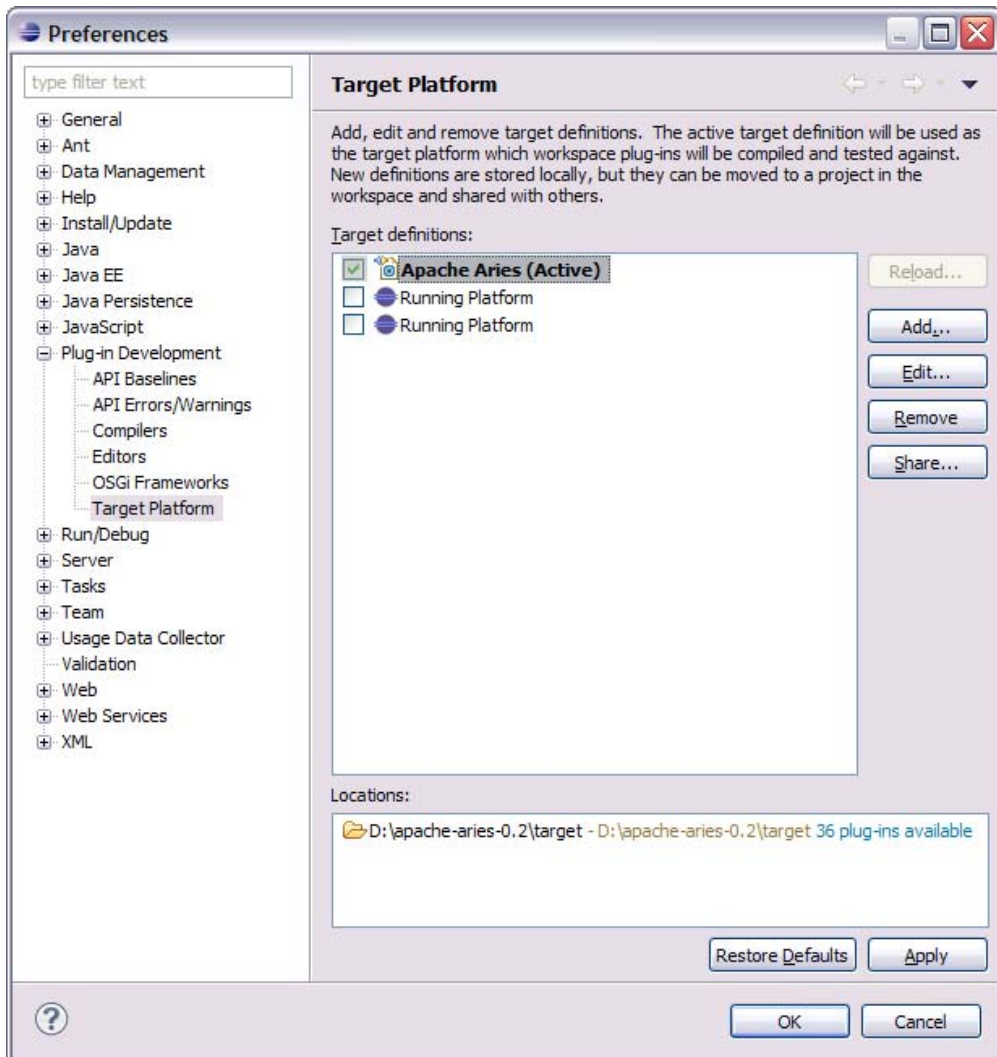 Preferences
type filter text
General
Ant
Data Management
Help
Install/Update
Java
Java EE
Java Persistence
JavaScript
Plug-in Development
API Baselines
API Errors/Warnings
Compilers
Editors
OSGi Frameworks
Target Platform
Run/Debug
Server
Tasks
Team
Usage Data Collector
Validation
Web
Web Services
XML
Target Platform
Add, edit and remove target definitions. The active target definition will be used as
the target platform which workspace plug-ins will be compiled and tested against.
New definitions are stored locally, but they can be moved to a project in the
workspace and shared with others.
Target definitions:
Apache Aries (Active)
Running Platform
Running Platform
Reload...
Add...
Edit...
Remove
Share...
Locations:
D:\apache-aries-0.2\target - D:\apache-aries-0.2\target 36 plug-ins available
Restore Defaults
Apply
?
OK
Cancel